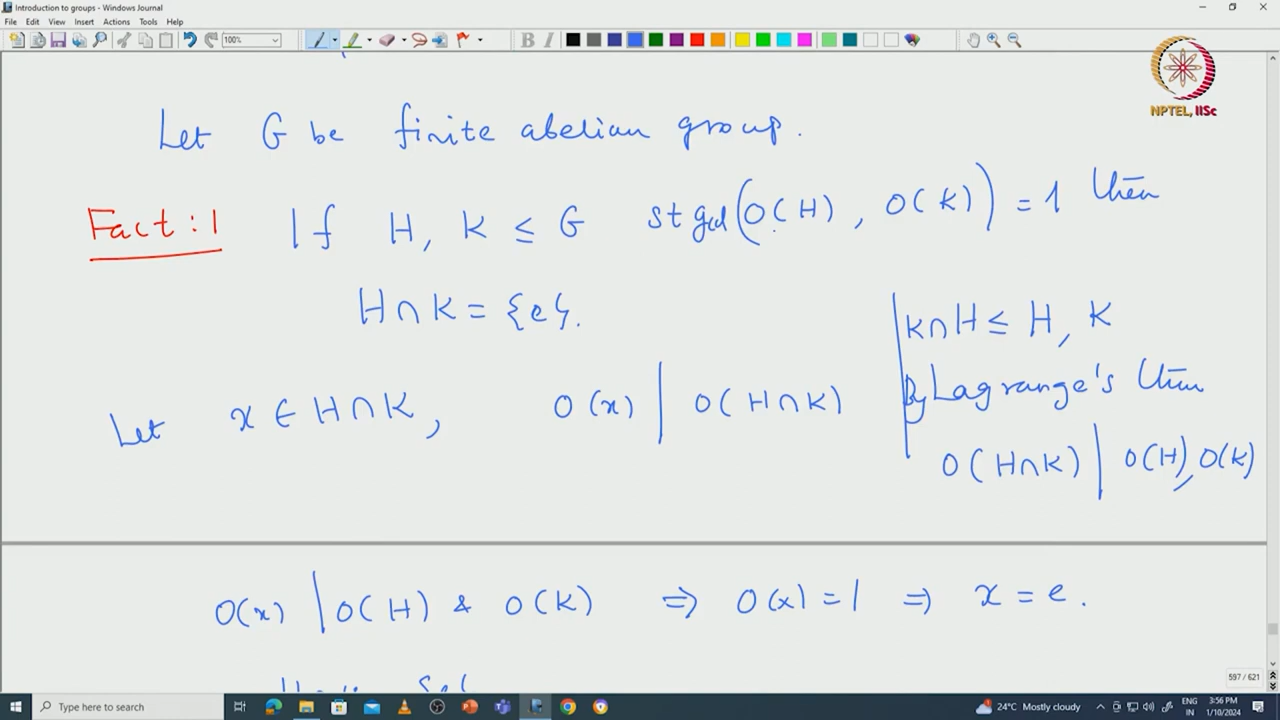 Introduction to groups - Windows Journal
File Edit View Insert Actions Tools Help
100%
NPTEL, IISc
Let G be finite abelian group.
Fact : 1 If H, K ≤ G st gcd(O(H), O(K)) = 1 then
H∩K = {e}.
Let x ∈ H∩K, O(x) | O(H∩K)
K∩H ≤ H, K
By Lagrange's thm
O(H∩K) | O(H), O(K)
O(x) | O(H) & O(K) ⇒ O(x) = 1 ⇒ x = e.
597 / 621
Type here to search
24°C Mostly cloudy
ENG
IN
3:56 PM
1/10/2024